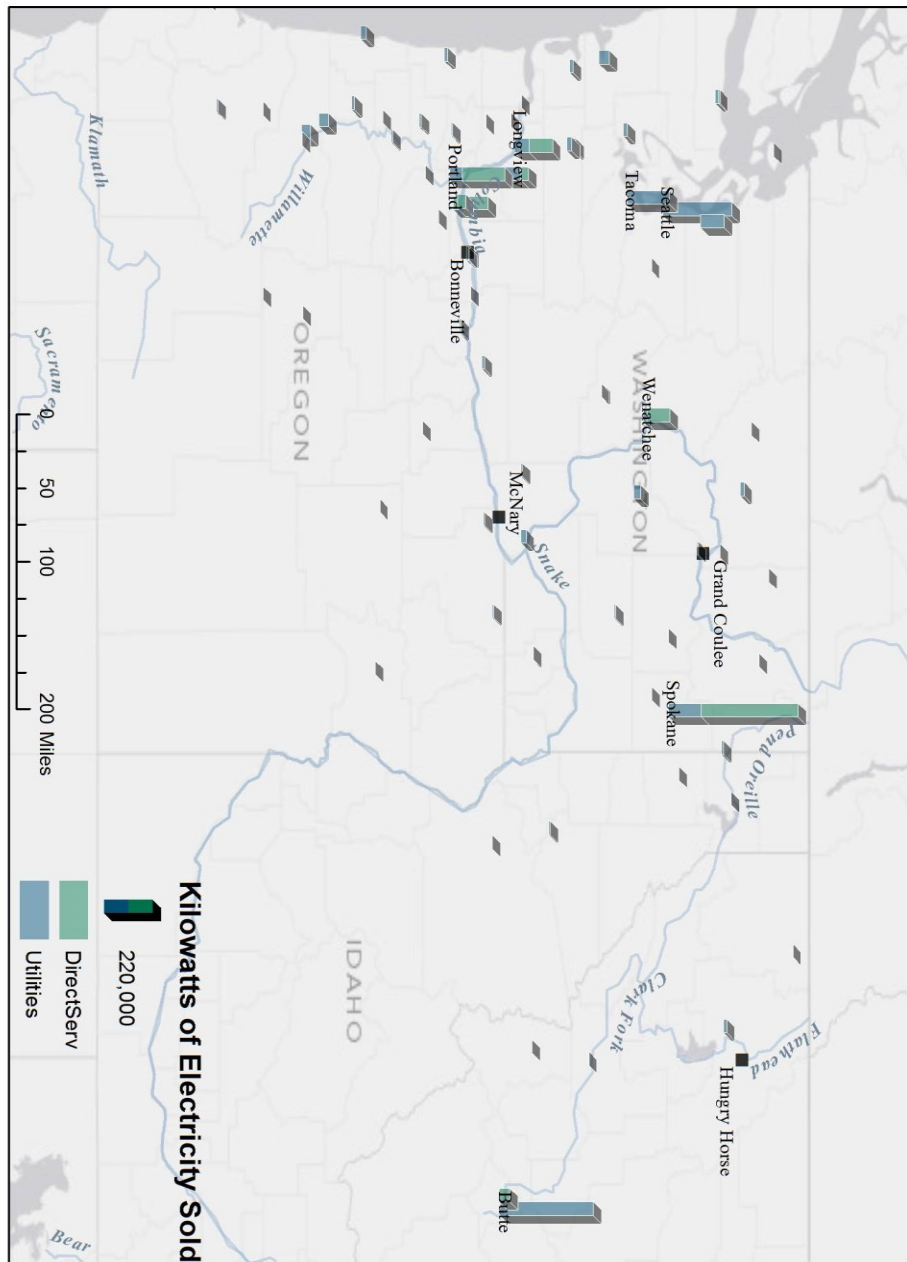 Seattle
Tacoma
Longview
Portland
Columbia
Bonneville
Willamette
Klamath
Sacramento
OREGON
WASHINGTON
Wenatchee
Grand Coulee
McNary
Snake
Spokane
Pend Oreille
Clark Fork
Flathead
Hungry Horse
IDAHO
Butte
Bear
0 50 100 200 Miles
Kilowatts of Electricity Sold
220,000
DirectServ
Utilities